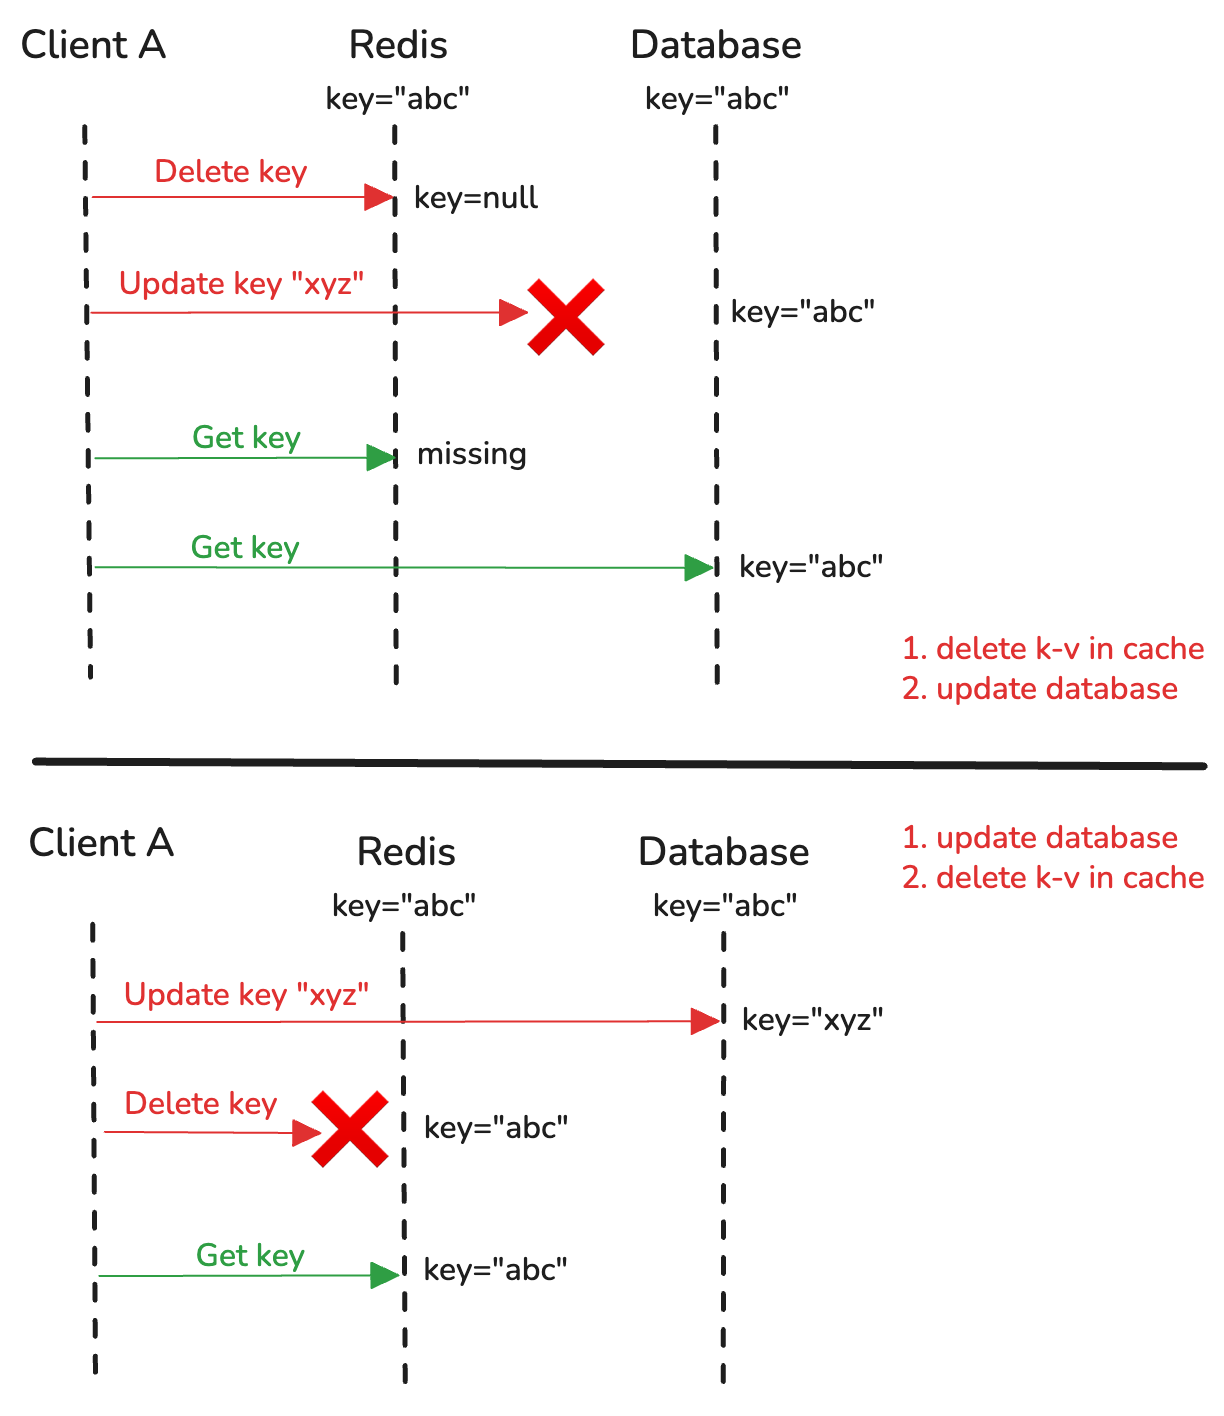 Client A
Redis
Database
key="abc"
key="abc"
Delete key
key=null
Update key "xyz"
key="abc"
Get key
missing
Get key
key="abc"
1. delete k-v in cache
2. update database
1. update database
2. delete k-v in cache
Client A
Redis
Database
key="abc"
key="abc"
Update key "xyz"
key="xyz"
Delete key
key="abc"
Get key
key="abc"